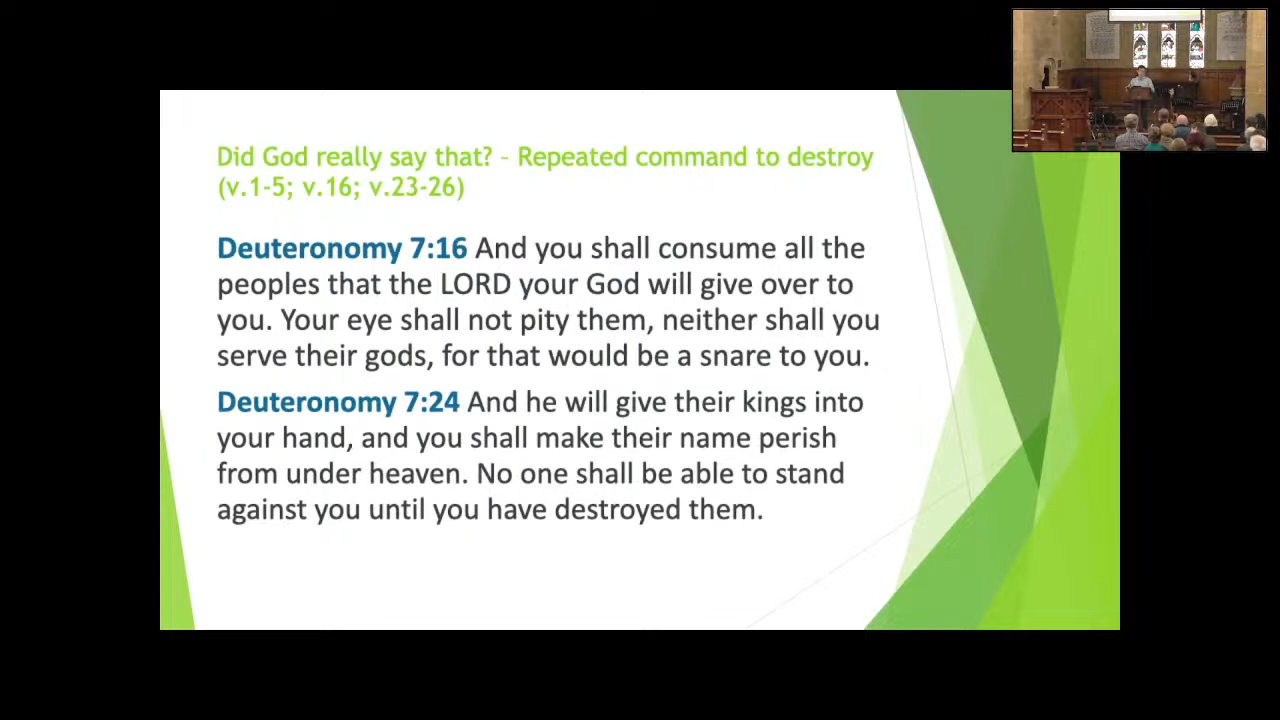 Did God really say that? - Repeated command to destroy
(v.1-5; v.16; v.23-26)
Deuteronomy 7:16 And you shall consume all the
peoples that the LORD your God will give over to
you. Your eye shall not pity them, neither shall you
serve their gods, for that would be a snare to you.
Deuteronomy 7:24 And he will give their kings into
your hand, and you shall make their name perish
from under heaven. No one shall be able to stand
against you until you have destroyed them.